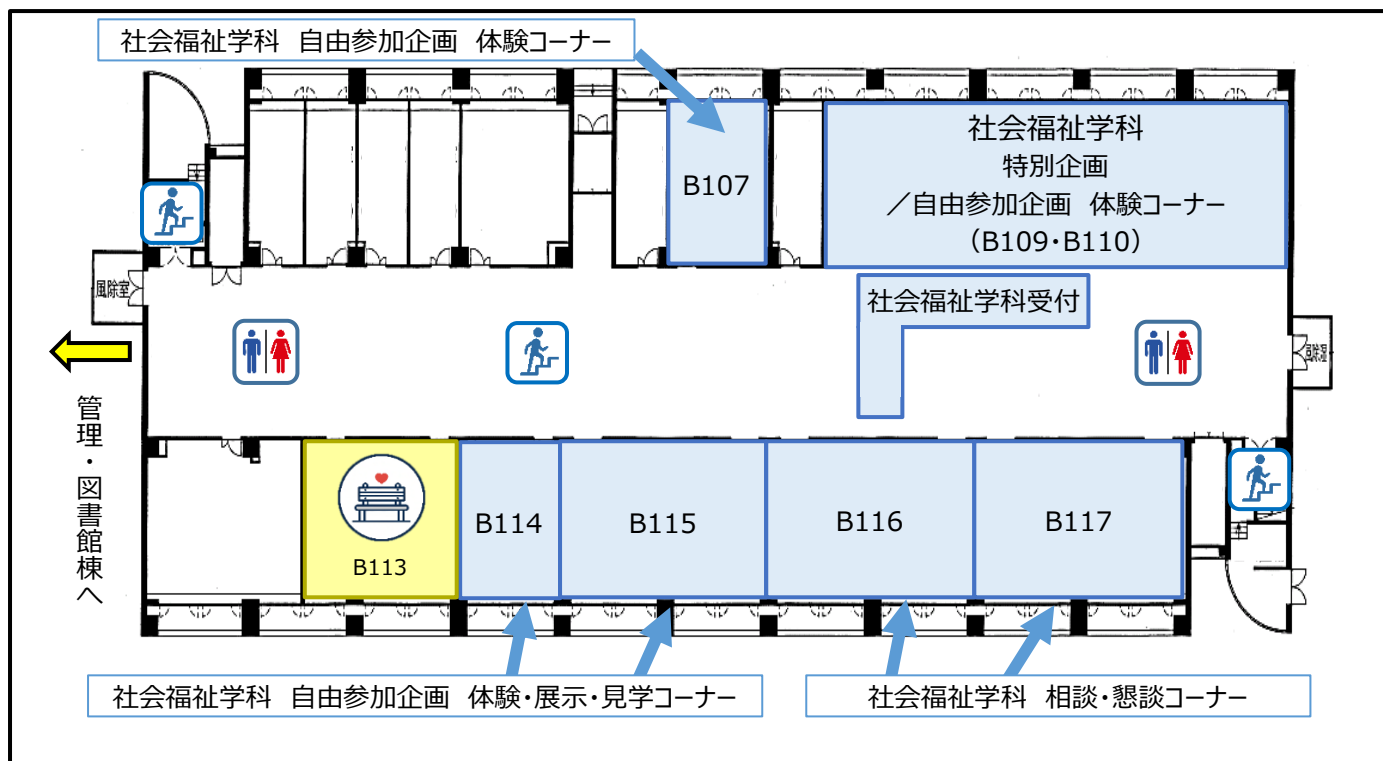 社会福祉学科　自由参加企画　体験コーナー
B107
社会福祉学科
特別企画
／自由参加企画　体験コーナー
（B109・B110）
風除室
社会福祉学科受付
管理・図書館棟へ
B113
B114
B115
B116
B117
社会福祉学科　自由参加企画　体験・展示・見学コーナー
社会福祉学科　相談・懇談コーナー